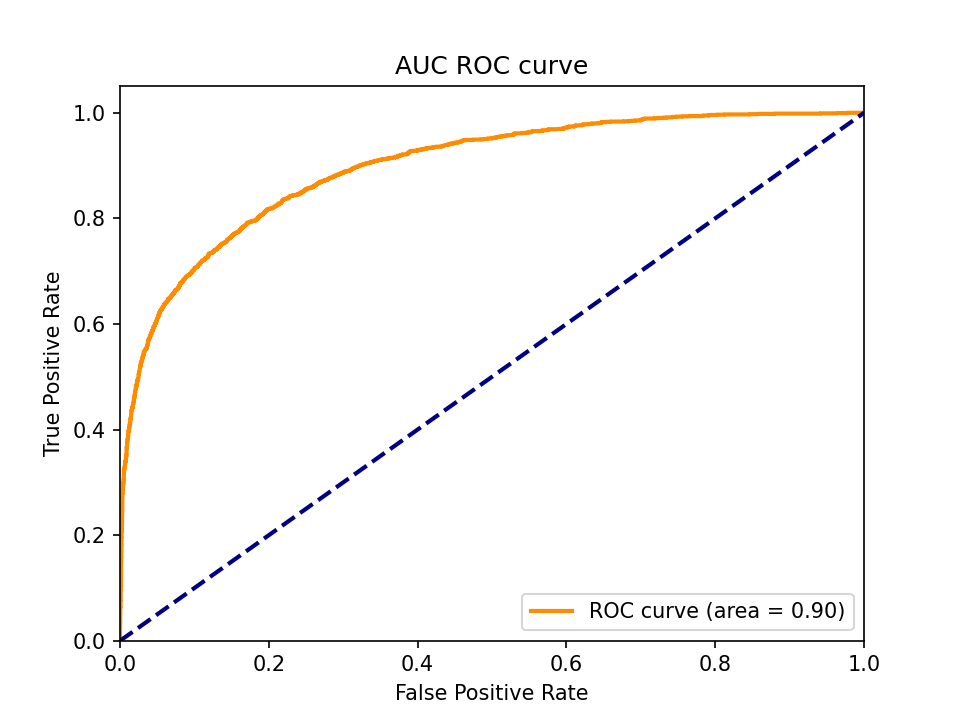 AUC ROC curve
True Positive Rate
1.0
0.8
0.6
0.4
0.2
0.0
ROC curve (area = 0.90)
0.0 0.2 0.4 0.6 0.8 1.0
False Positive Rate